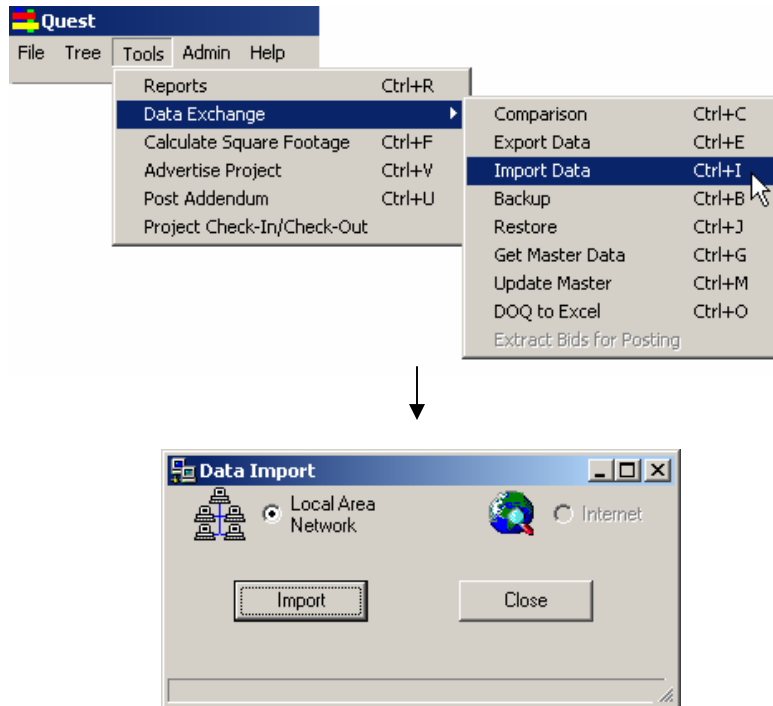 Quest
File Tree Tools Admin Help
Reports Ctrl+R
Data Exchange
Calculate Square Footage Ctrl+F
Advertise Project Ctrl+V
Post Addendum Ctrl+U
Project Check-In/Check-Out
Comparison Ctrl+C
Export Data Ctrl+E
Import Data Ctrl+I
Backup Ctrl+B
Restore Ctrl+J
Get Master Data Ctrl+G
Update Master Ctrl+M
DOQ to Excel Ctrl+O
Extract Bids for Posting
Data Import
Local Area
Network
Internet
Import Close